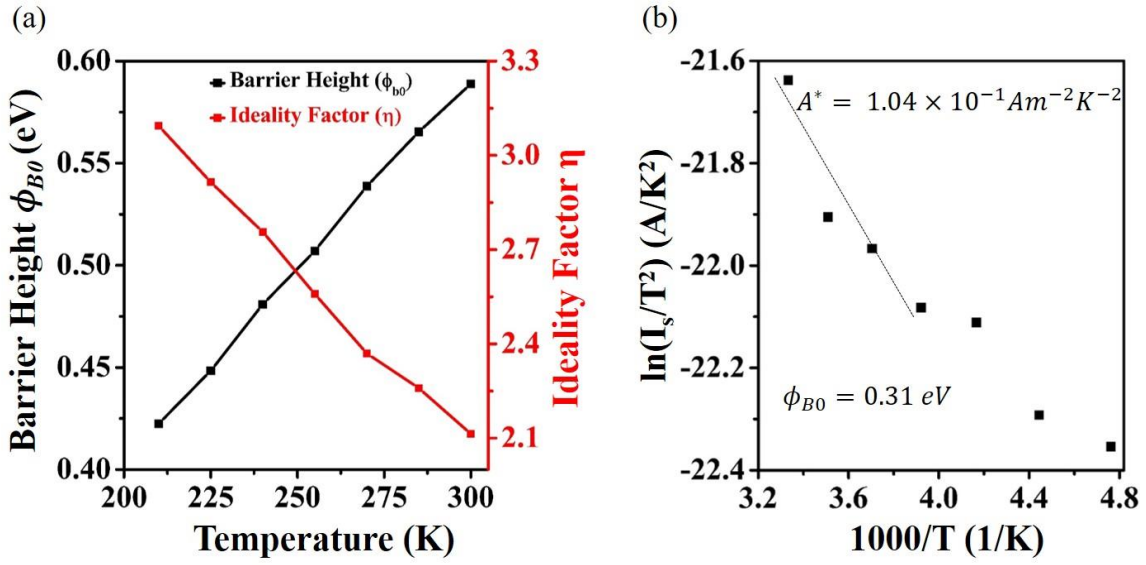 (a)
Barrier Height (ϕb0)
Ideality Factor (η)
Barrier Height ϕB0 (eV)
0.60
0.55
0.50
0.45
0.40
200
225
250
275
300
Temperature (K)
3.3
3.0
2.7
2.4
2.1
Ideality Factor η
(b)
ln(Is/T²) (A/K²)
-21.6
-21.8
-22.0
-22.2
-22.4
A* = 1.04 × 10⁻¹Am⁻²K⁻²
ϕB0 = 0.31 eV
3.2
3.6
4.0
4.4
4.8
1000/T (1/K)